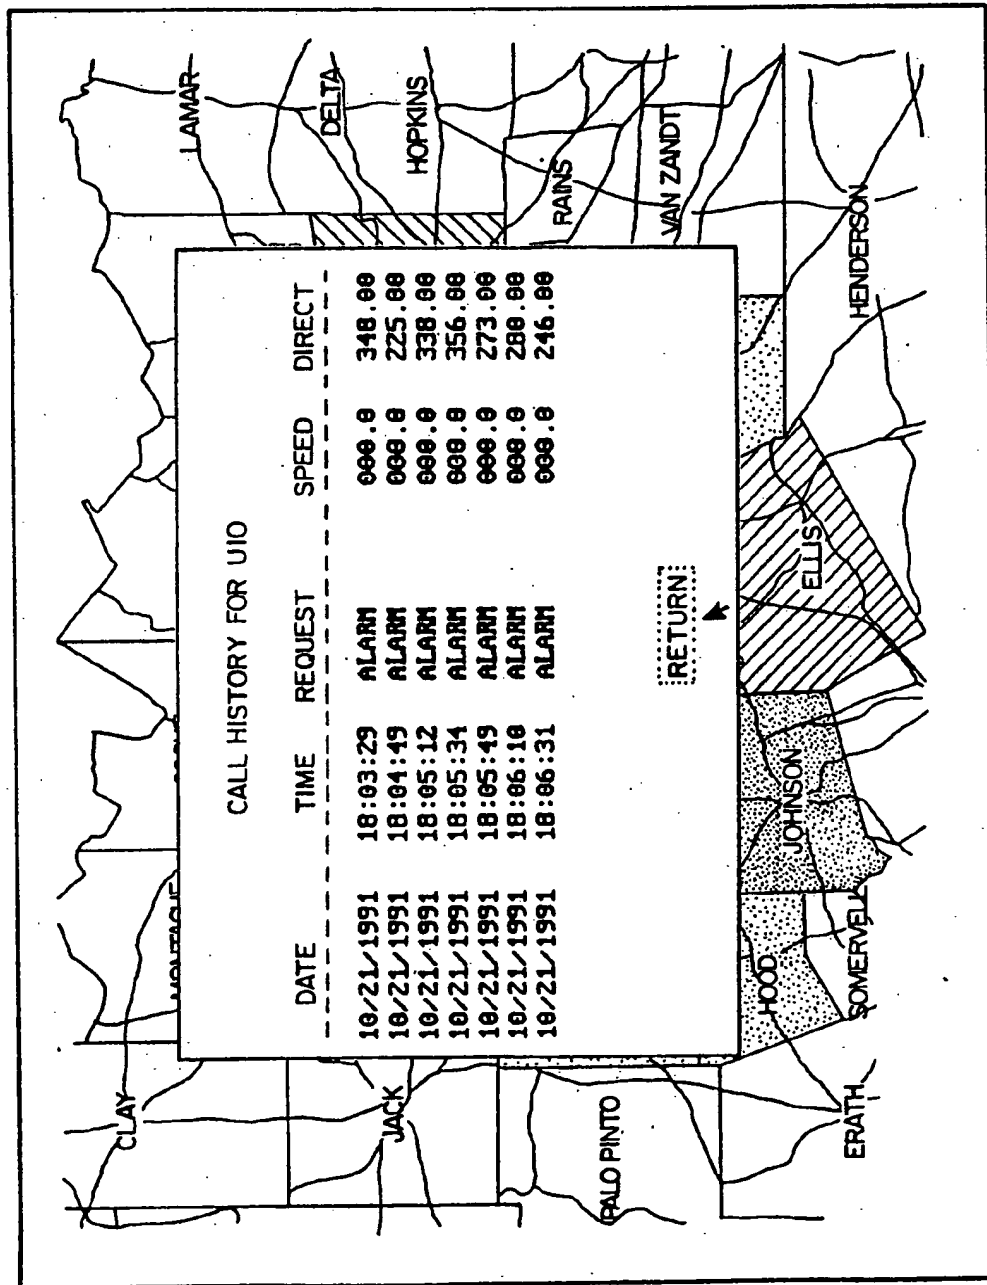 CLAY
LAMAR
CALL HISTORY FOR U10
DATE TIME REQUEST SPEED DIRECT
10/21/1991 18:03:29 ALARM 000.0 348.00
10/21/1991 18:04:49 ALARM 000.0 225.00
10/21/1991 18:05:12 ALARM 000.0 338.00
10/21/1991 18:05:34 ALARM 000.0 356.00
10/21/1991 18:05:49 ALARM 000.0 273.00
10/21/1991 18:06:10 ALARM 000.0 280.00
10/21/1991 18:06:31 ALARM 000.0 246.00
RETURN
DELTA
JACK
HOPKINS
RAINS
PALO PINTO
VAN ZANDT
HOOD
JOHNSON
ELLIS
ERATH
SOMERVELL
HENDERSON